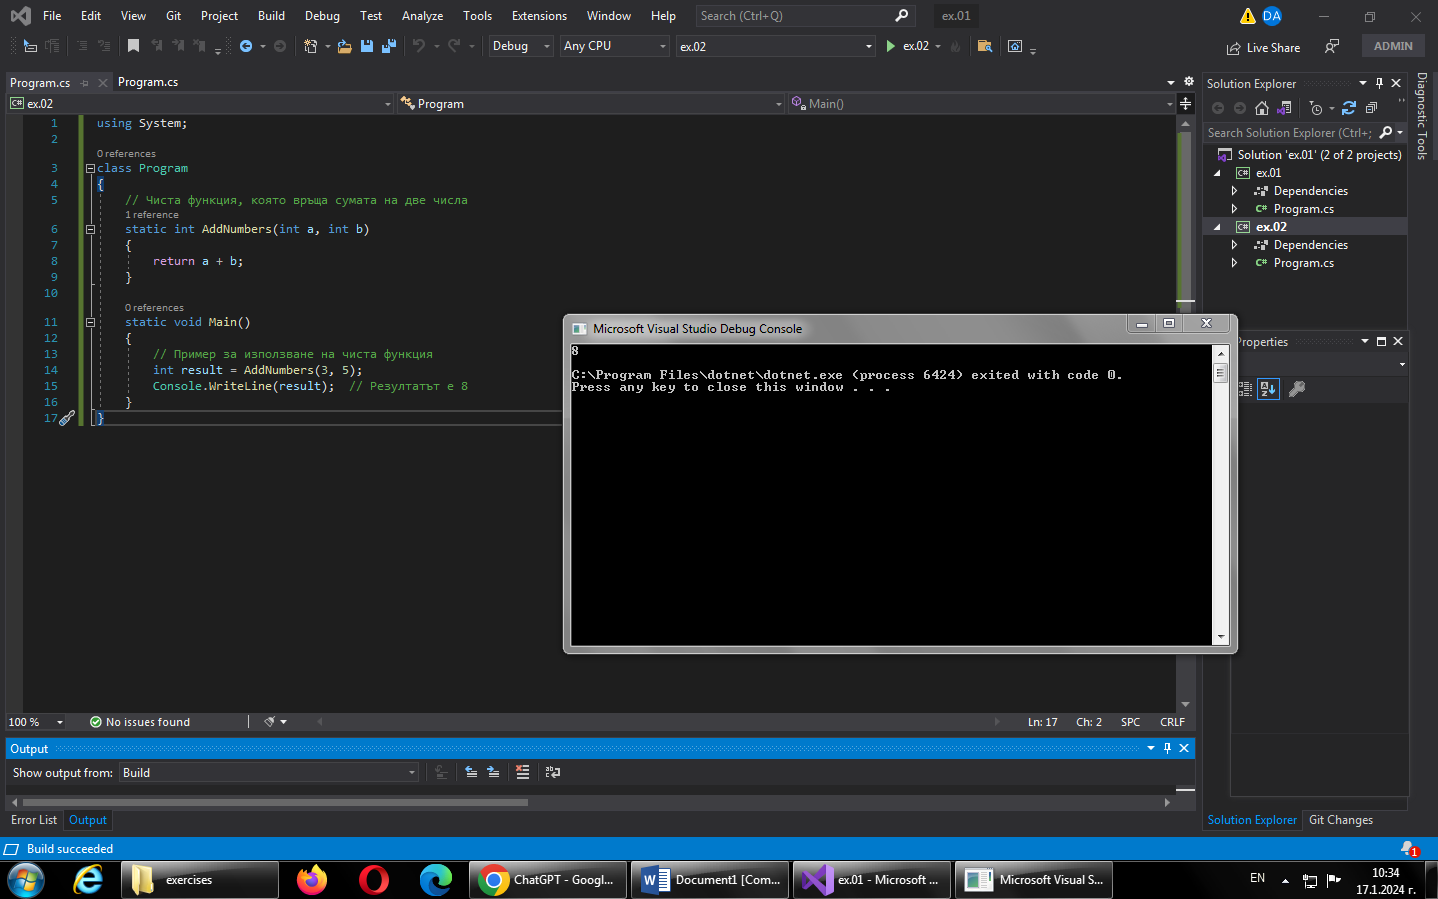 File Edit View Git Project Build Debug Test Analyze Tools Extensions Window Help Search (Ctrl+Q) ex.01 DA
Debug Any CPU ex.02 ex.02 Live Share ADMIN
Program.cs Program.cs
ex.02 Program Main()
1 using System;
2
0 references
3 class Program
4 {
5 // Чиста функция, която връща сумата на две числа
1 reference
6 static int AddNumbers(int a, int b)
7 {
8 return a + b;
9 }
10
0 references
11 static void Main()
12 {
13 // Пример за използване на чиста функция
14 int result = AddNumbers(3, 5);
15 Console.WriteLine(result); // Резултатът е 8
16 }
17 }
Microsoft Visual Studio Debug Console
8
C:\Program Files\dotnet\dotnet.exe (process 6424) exited with code 0.
Press any key to close this window . . .
Solution Explorer
Search Solution Explorer (Ctrl+;
Solution 'ex.01' (2 of 2 projects)
C# ex.01
Dependencies
C# Program.cs
C# ex.02
Dependencies
C# Program.cs
Diagnostic Tools
Properties
100 % No issues found Ln: 17 Ch: 2 SPC CRLF
Output
Show output from: Build
Error List Output
Solution Explorer Git Changes
Build succeeded 1
exercises ChatGPT - Googl... Document1 [Com... ex.01 - Microsoft ... Microsoft Visual S... EN 10:34
17.1.2024 г.